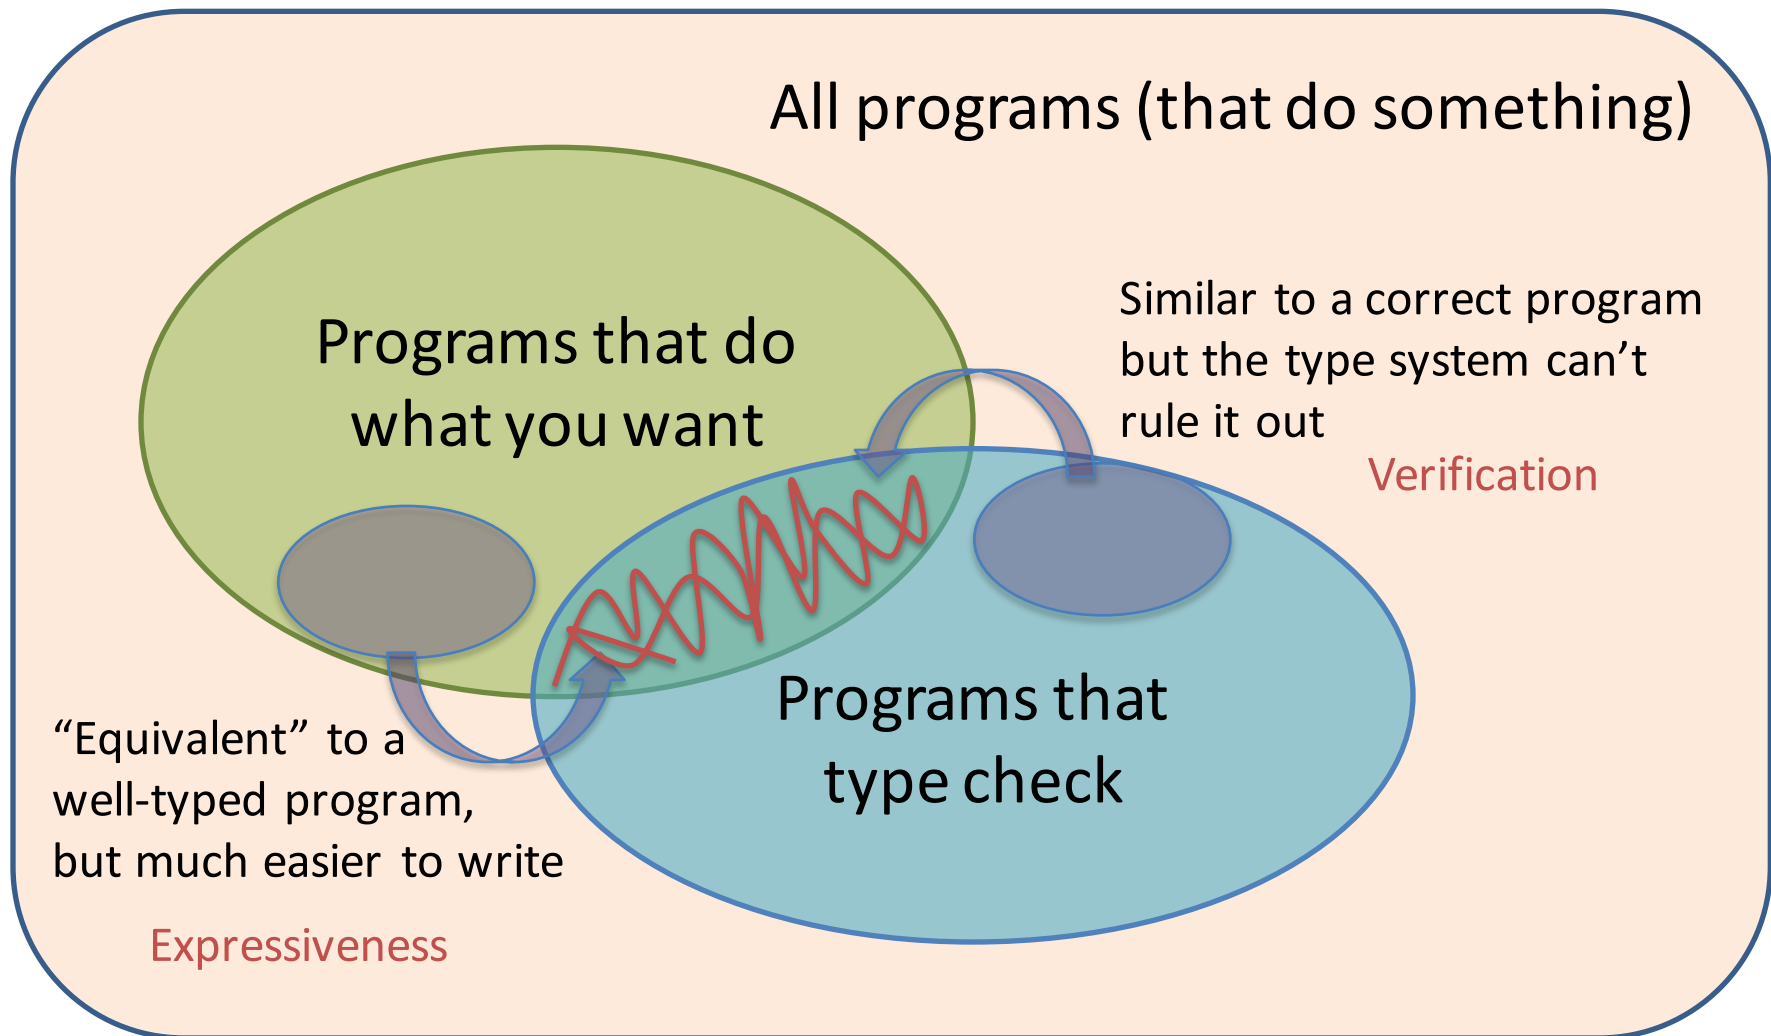 All programs (that do something)
Programs that do
what you want
Similar to a correct program
but the type system can’t
rule it out
Verification
Programs that
type check
“Equivalent” to a
well-typed program,
but much easier to write
Expressiveness